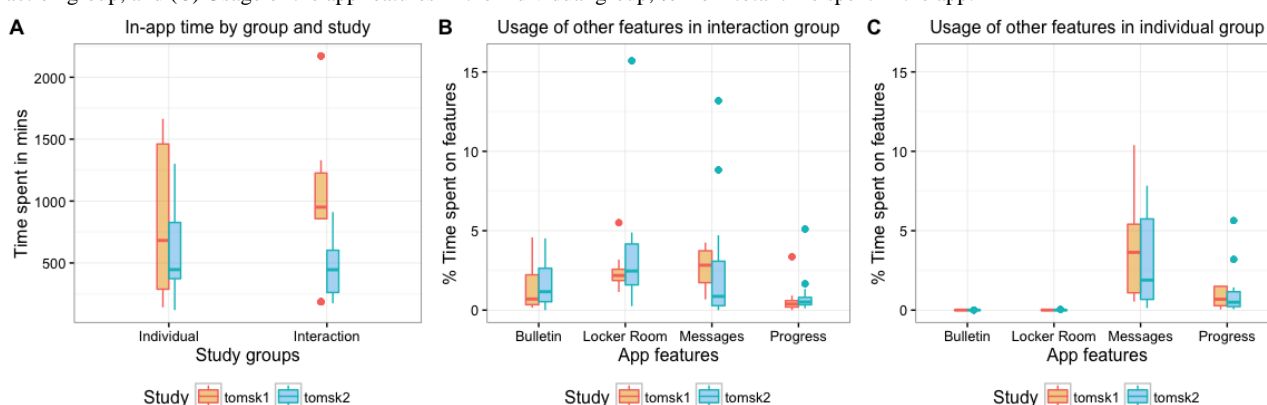 A In-app time by group and study
Time spent in mins
2000
1500
1000
500
Individual Interaction
Study groups
Study tomsk1 tomsk2
B Usage of other features in interaction group
% Time spent on features
15
10
5
0
Bulletin Locker Room Messages Progress
App features
Study tomsk1 tomsk2
C Usage of other features in individual group
% Time spent on features
15
10
5
0
Bulletin Locker Room Messages Progress
App features
Study tomsk1 tomsk2